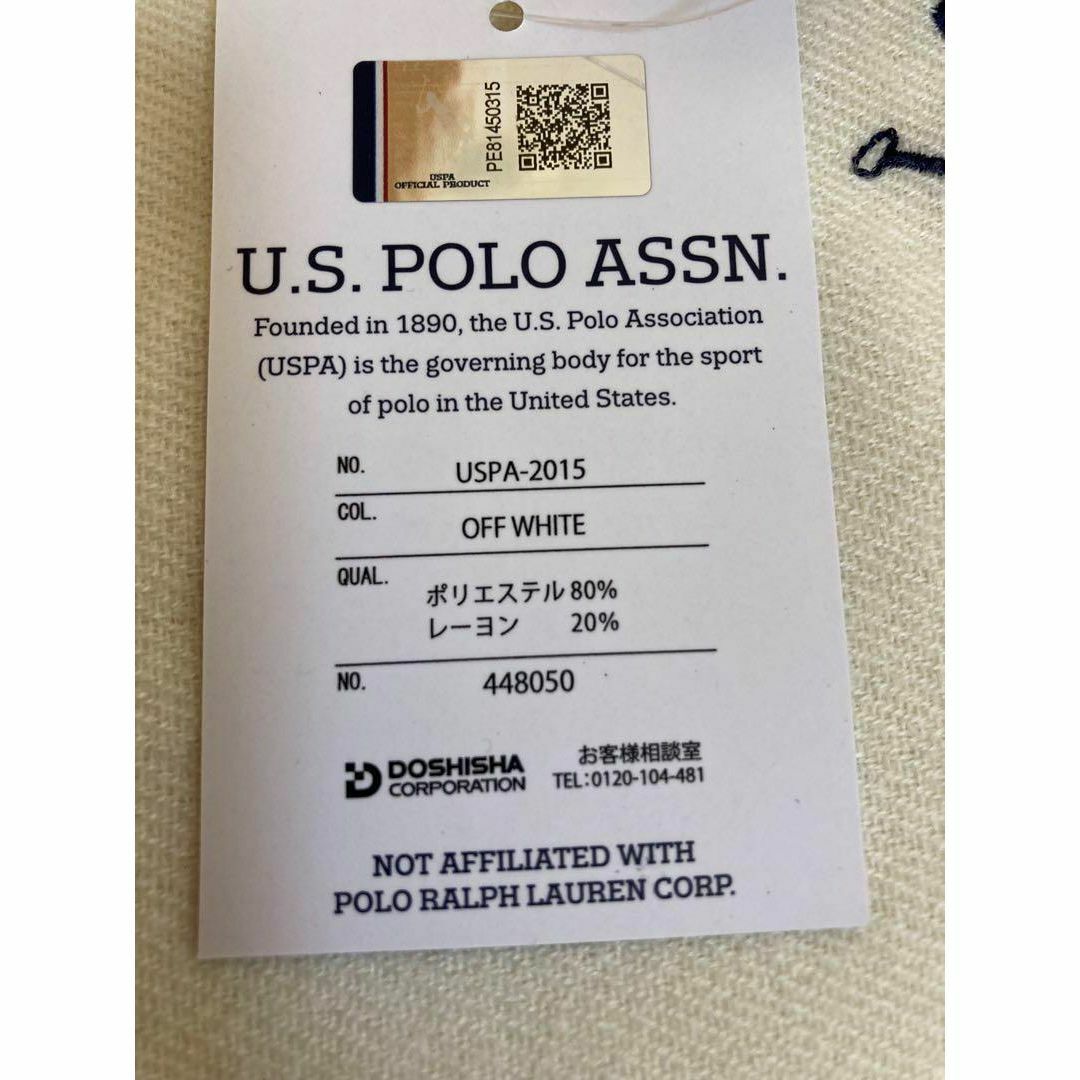 USPA
OFFICIAL PRODUCT
PE81450315
U.S. POLO ASSN.
Founded in 1890, the U.S. Polo Association
(USPA) is the governing body for the sport
of polo in the United States.
NO. USPA-2015
COL. OFF WHITE
QUAL. ポリエステル 80%
レーヨン 20%
NO. 448050
DOSHISHA
CORPORATION
お客様相談室
TEL:0120-104-481
NOT AFFILIATED WITH
POLO RALPH LAUREN CORP.